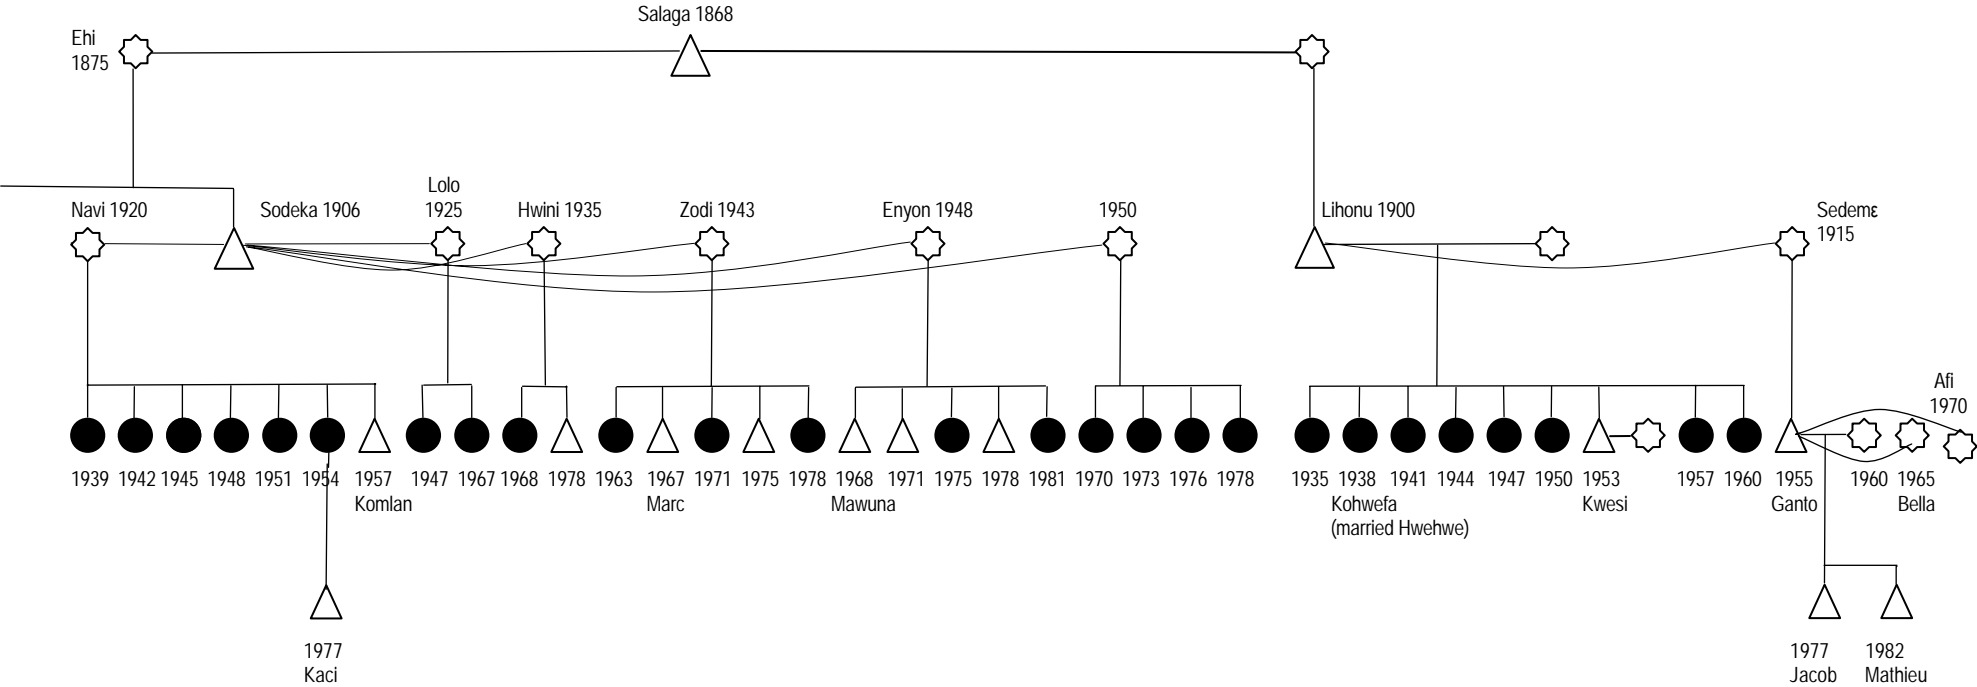 Salaga 1868
Ehi
1875
Navi 1920
Sodeka 1906
Lolo
1925
Hwini 1935
Zodi 1943
Enyon 1948
1950
Lihonu 1900
Sedemɛ
1915
Afi
1970
1939 1942 1945 1948 1951 1954 1957 1947 1967 1968 1978 1963 1967 1971 1975 1978 1968 1971 1975 1978 1981 1970 1973 1976 1978 1935 1938 1941 1944 1947 1950 1953 1957 1960 1955 1960 1965
Komlan Marc Mawuna Kohwefa Kwesi Ganto Bella
(married Hwehwe)
1977 1977 1982
Kaci Jacob Mathieu